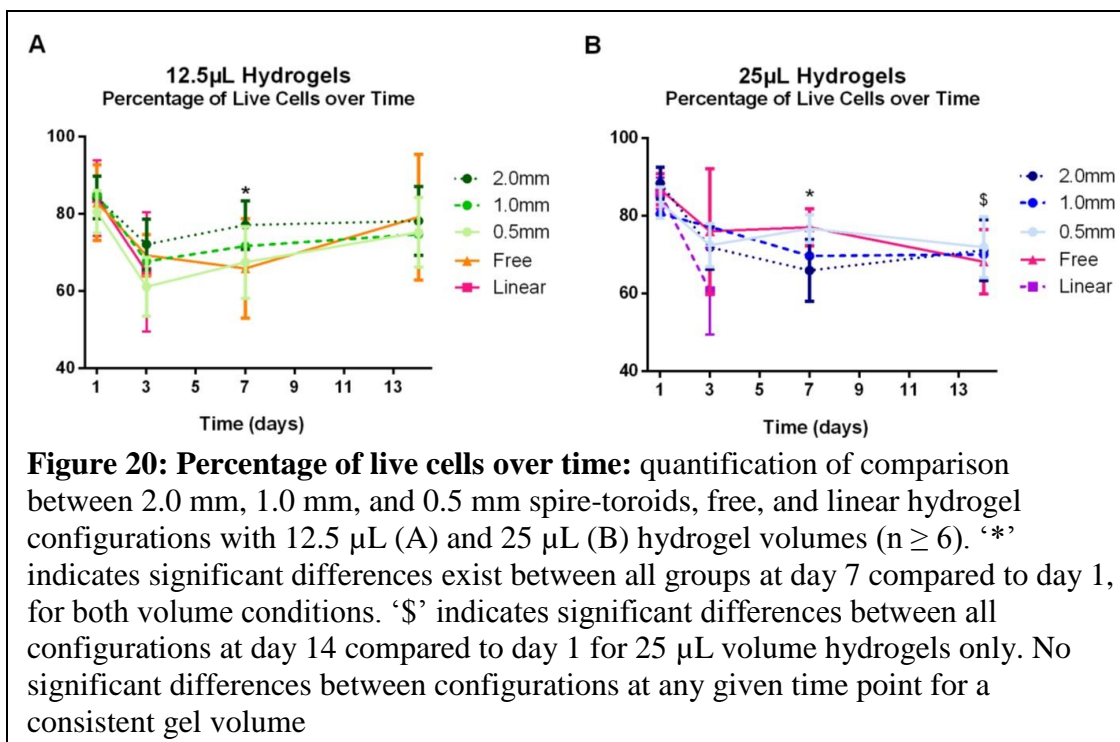 A
12.5µL Hydrogels
Percentage of Live Cells over Time
100
80
60
40
*
1 3 5 7 9 11 13
Time (days)
2.0mm
1.0mm
0.5mm
Free
Linear
B
25µL Hydrogels
Percentage of Live Cells over Time
100
80
60
40
*
$
1 3 5 7 9 11 13
Time (days)
2.0mm
1.0mm
0.5mm
Free
Linear
Figure 20: Percentage of live cells over time: quantification of comparison
between 2.0 mm, 1.0 mm, and 0.5 mm spire-toroids, free, and linear hydrogel
configurations with 12.5 µL (A) and 25 µL (B) hydrogel volumes (n ≥ 6). ‘*’
indicates significant differences exist between all groups at day 7 compared to day 1,
for both volume conditions. ‘$’ indicates significant differences between all
configurations at day 14 compared to day 1 for 25 µL volume hydrogels only. No
significant differences between configurations at any given time point for a
consistent gel volume